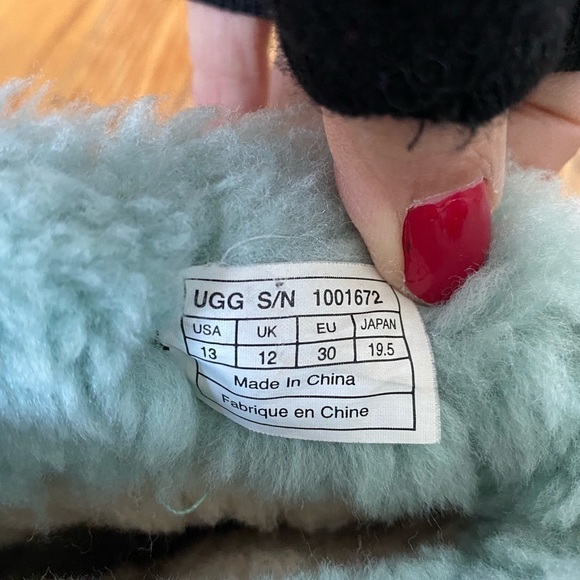 UGG S/N 1001672
USA UK EU JAPAN
13 12 30 19.5
Made In China
Fabrique en Chine